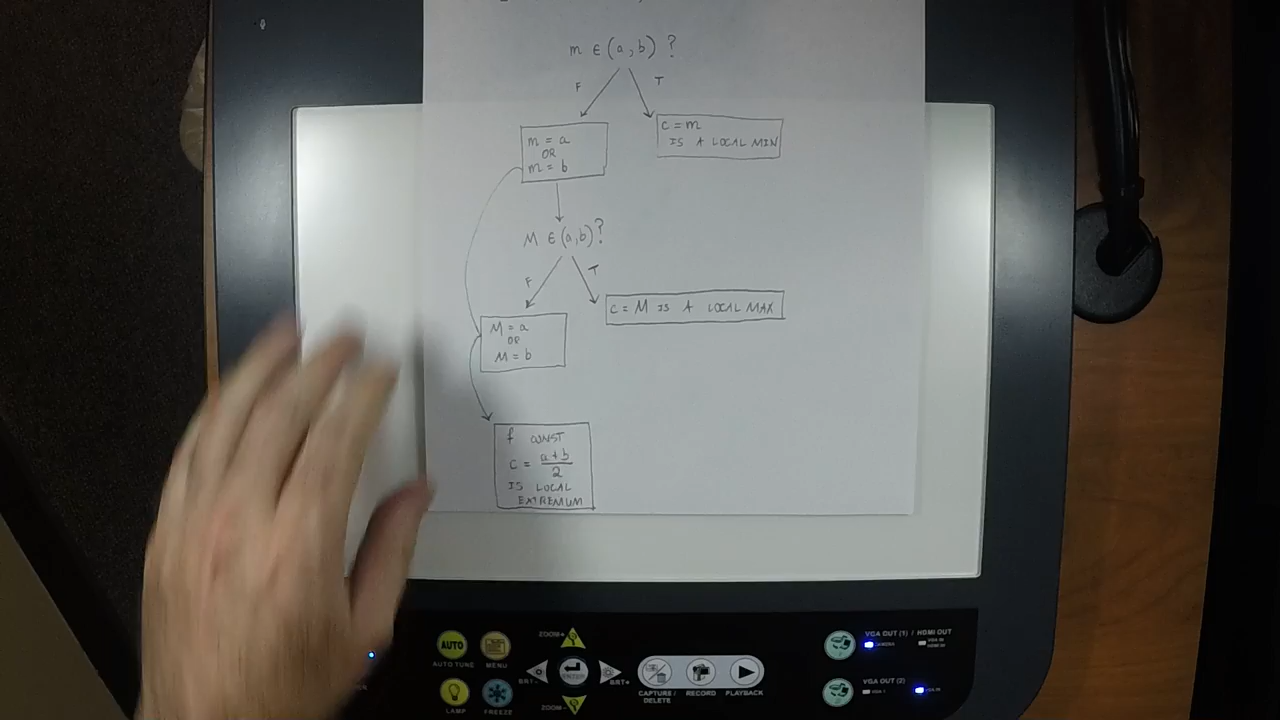 m ∈ (a, b) ?
F
T
m = a
OR
m = b
c = m
IS A LOCAL MIN
M ∈ (a, b)?
F
T
M = a
OR
M = b
c = M IS A LOCAL MAX
f CONST
c = a + b / 2
IS LOCAL
EXTREMUM
AUTO
AUTO TUNE
MENU
LAMP
FREEZE
ZOOM+
BRT-
ENTER
BRT+
ZOOM-
CAPTURE /
DELETE
RECORD
PLAYBACK
VGA OUT (1) / HDMI OUT
VGA OUT (2)